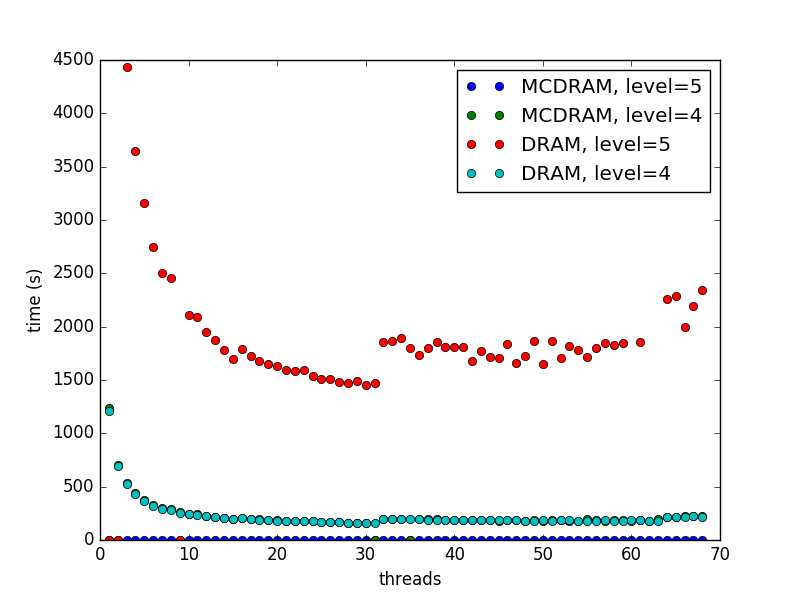 4500
4000
3500
3000
2500
2000
1500
1000
500
0
time (s)
MCDRAM, level=5
MCDRAM, level=4
DRAM, level=5
DRAM, level=4
0 10 20 30 40 50 60 70
threads